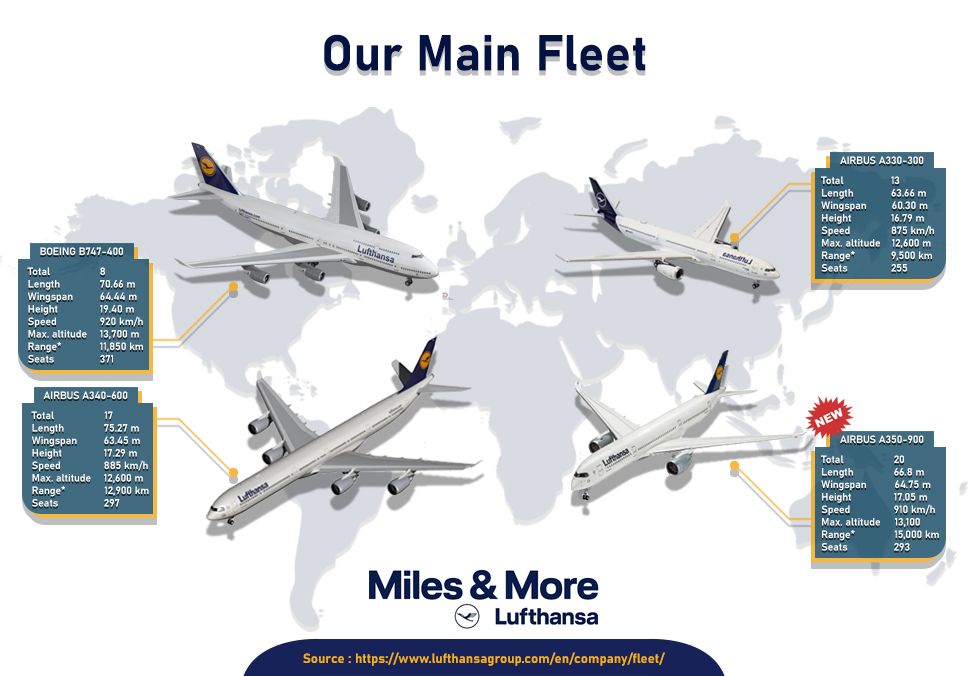 Our Main Fleet
BOEING B747-400
Total 8
Length 70.66 m
Wingspan 64.44 m
Height 19.40 m
Speed 920 km/h
Max. altitude 13,700 m
Range* 11,850 km
Seats 371
AIRBUS A330-300
Total 13
Length 63.66 m
Wingspan 60.30 m
Height 16.79 m
Speed 875 km/h
Max. altitude 12,600 m
Range* 9,500 km
Seats 255
AIRBUS A340-600
Total 17
Length 75.27 m
Wingspan 63.45 m
Height 17.29 m
Speed 885 km/h
Max. altitude 12,600 m
Range* 12,900 km
Seats 297
NEW
AIRBUS A350-900
Total 20
Length 66.8 m
Wingspan 64.75 m
Height 17.05 m
Speed 910 km/h
Max. altitude 13,100
Range* 15,000 km
Seats 293
Lufthansa
Lufthansa
Lufthansa
Lufthansa
Miles & More
Lufthansa
Source : https://www.lufthansagroup.com/en/company/fleet/